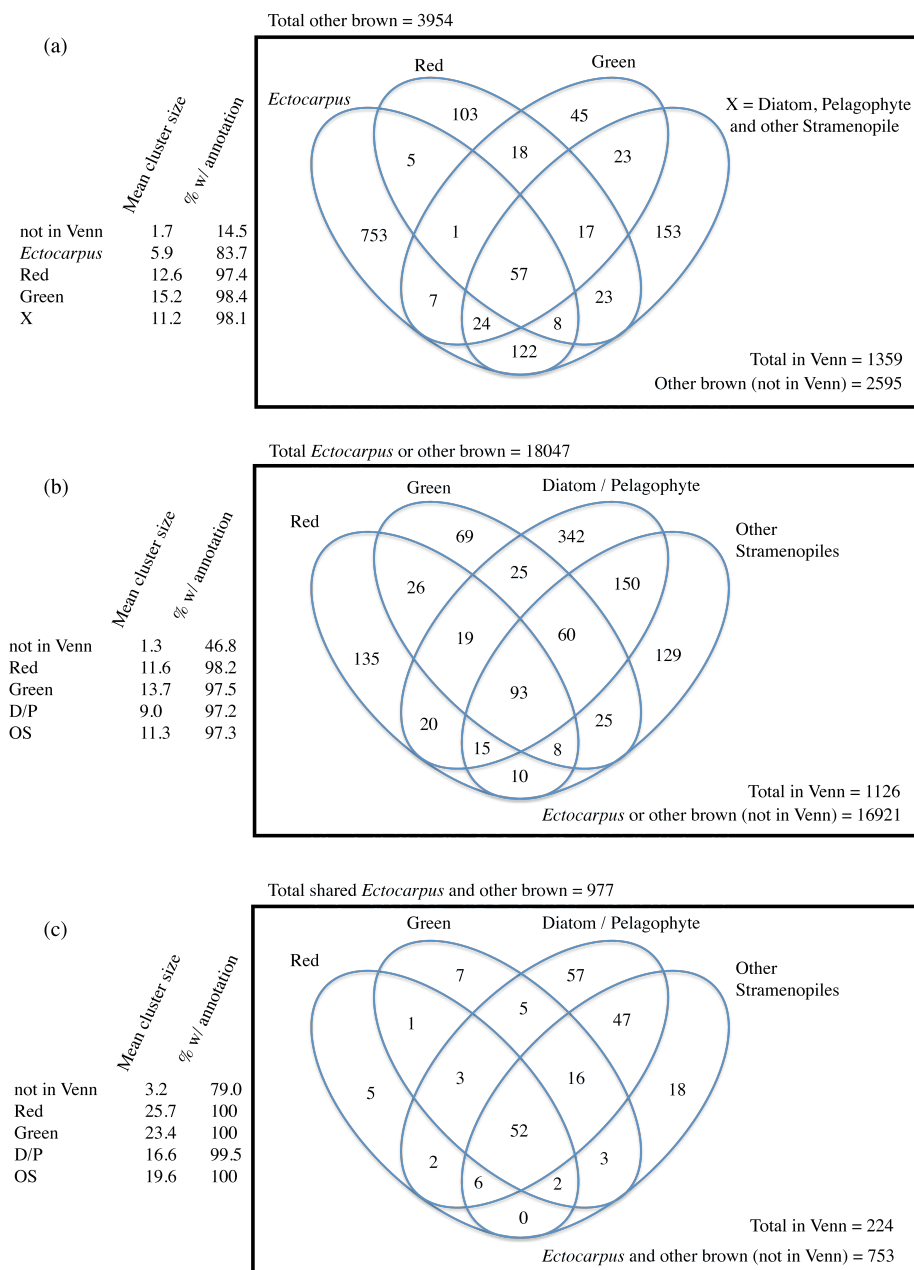 Total other brown = 3954
(a)
Red
Green
Ectocarpus
X = Diatom, Pelagophyte
and other Stramenopile
103
45
5
18
23
753
1
17
153
57
7
23
24
8
122
Mean cluster size
% w/ annotation
not in Venn 1.7 14.5
Ectocarpus 5.9 83.7
Red 12.6 97.4
Green 15.2 98.4
X 11.2 98.1
Total in Venn = 1359
Other brown (not in Venn) = 2595
Total Ectocarpus or other brown = 18047
(b)
Green
Diatom / Pelagophyte
Red
Other
Stramenopiles
69
342
26
25
150
135
19
60
129
93
20
25
15
8
10
Mean cluster size
% w/ annotation
not in Venn 1.3 46.8
Red 11.6 98.2
Green 13.7 97.5
D/P 9.0 97.2
OS 11.3 97.3
Total in Venn = 1126
Ectocarpus or other brown (not in Venn) = 16921
Total shared Ectocarpus and other brown = 977
(c)
Green
Diatom / Pelagophyte
Red
Other
Stramenopiles
7
57
1
5
47
5
3
16
18
52
2
3
6
2
0
Mean cluster size
% w/ annotation
not in Venn 3.2 79.0
Red 25.7 100
Green 23.4 100
D/P 16.6 99.5
OS 19.6 100
Total in Venn = 224
Ectocarpus and other brown (not in Venn) = 753